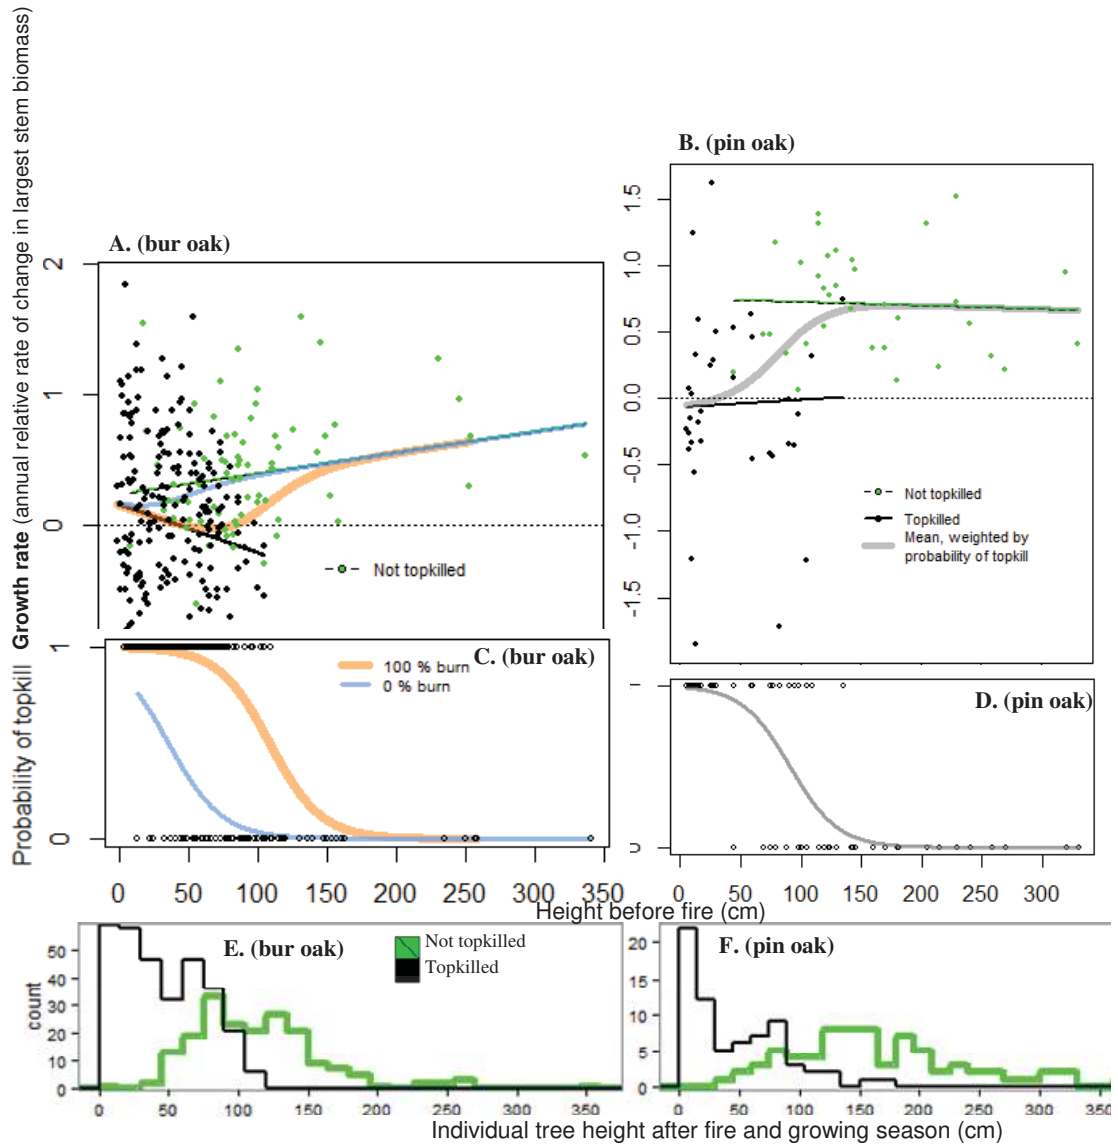 Growth rate (annual relative rate of change in largest stem biomass)
A. (bur oak)
2
1
0
Not topkilled
B. (pin oak)
1.5
1.0
0.5
0.0
-0.5
-1.0
-1.5
Not topkilled
Topkilled
Mean, weighted by
probability of topkill
Probability of topkill
C. (bur oak)
1
0
100 % burn
0 % burn
0 50 100 150 200 250 300 350
D. (pin oak)
0
0 50 100 150 200 250 300
Height before fire (cm)
E. (bur oak)
count
50
40
30
20
10
0
Not topkilled
Topkilled
0 50 100 150 200 250 300 350
F. (pin oak)
20
15
10
5
0
0 50 100 150 200 250 300 350
Individual tree height after fire and growing season (cm)